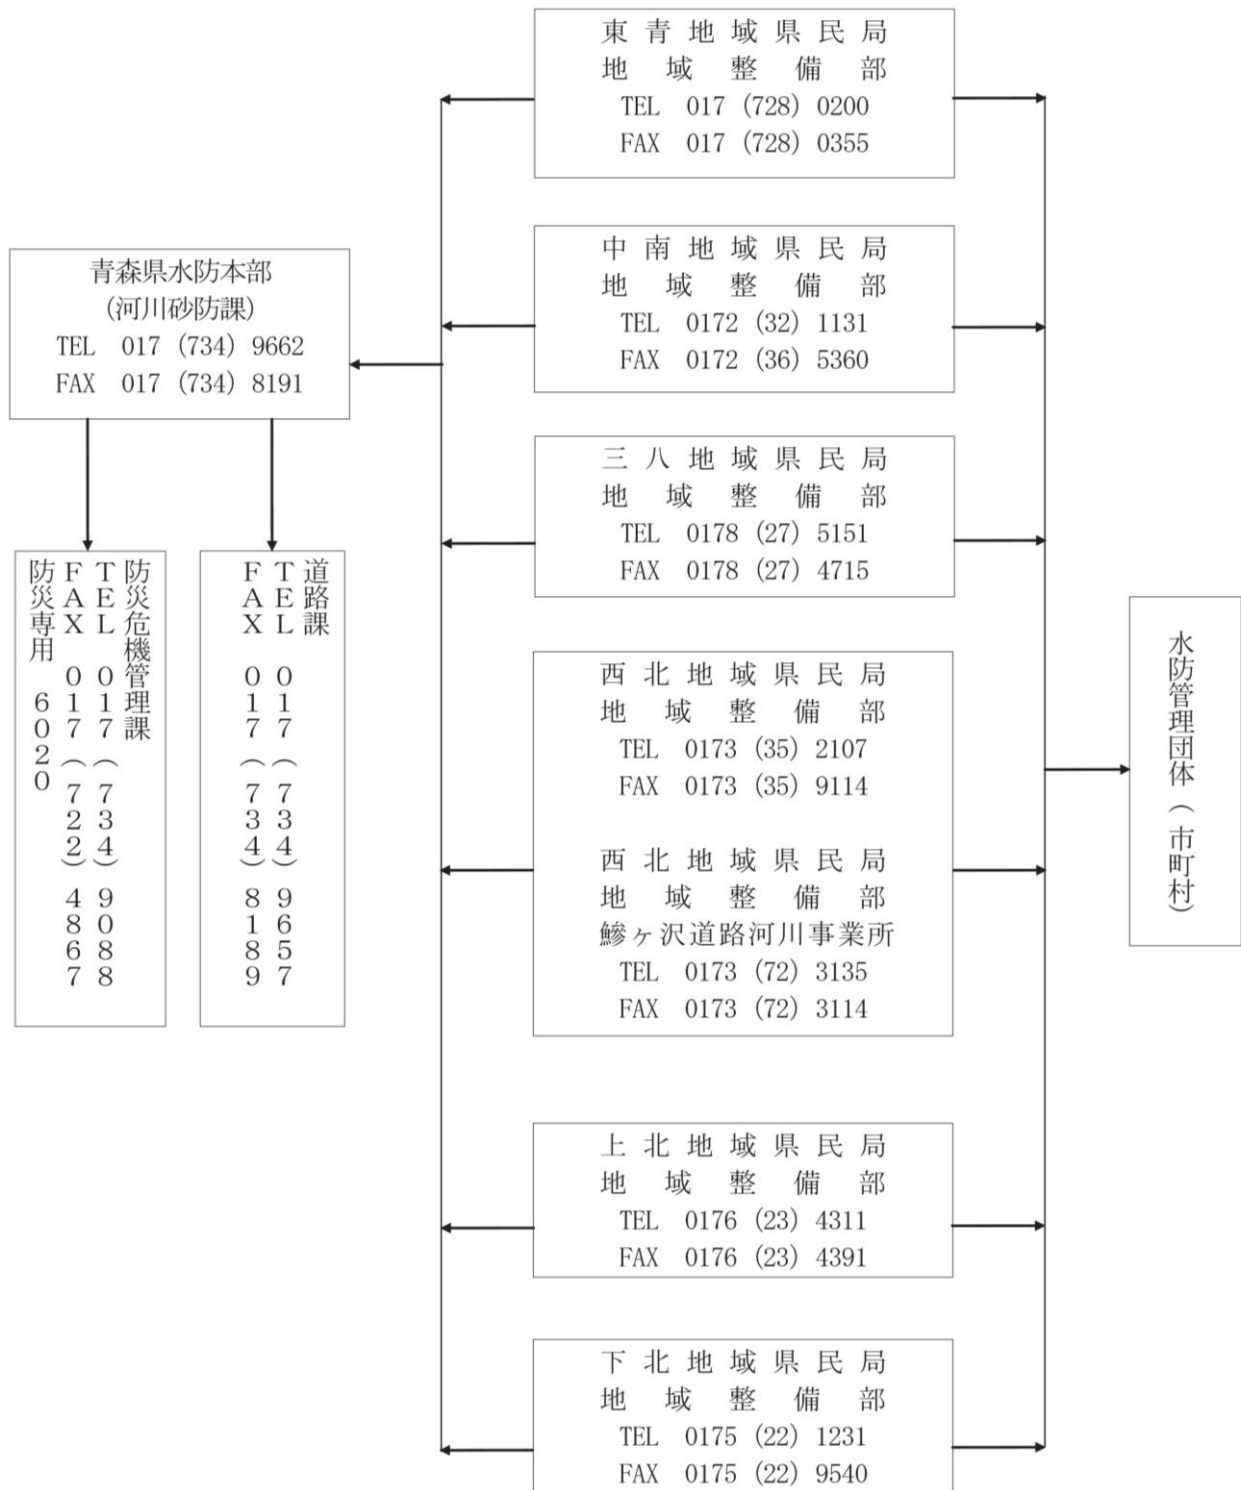 東青地域県民局
地域整備部
TEL 017 (728) 0200
FAX 017 (728) 0355
中南地域県民局
地域整備部
TEL 0172 (32) 1131
FAX 0172 (36) 5360
青森県水防本部
(河川砂防課)
TEL 017 (734) 9662
FAX 017 (734) 8191
三八地域県民局
地域整備部
TEL 0178 (27) 5151
FAX 0178 (27) 4715
道路課
TEL 017 (734) 9657
FAX 017 (734) 8189
防災危機管理課
TEL 017 (734) 9088
FAX 017 (722) 4867
防災専用 6020
西北地域県民局
地域整備部
TEL 0173 (35) 2107
FAX 0173 (35) 9114
西北地域県民局
地域整備部
鰺ヶ沢道路河川事業所
TEL 0173 (72) 3135
FAX 0173 (72) 3114
水防管理団体(市町村)
上北地域県民局
地域整備部
TEL 0176 (23) 4311
FAX 0176 (23) 4391
下北地域県民局
地域整備部
TEL 0175 (22) 1231
FAX 0175 (22) 9540